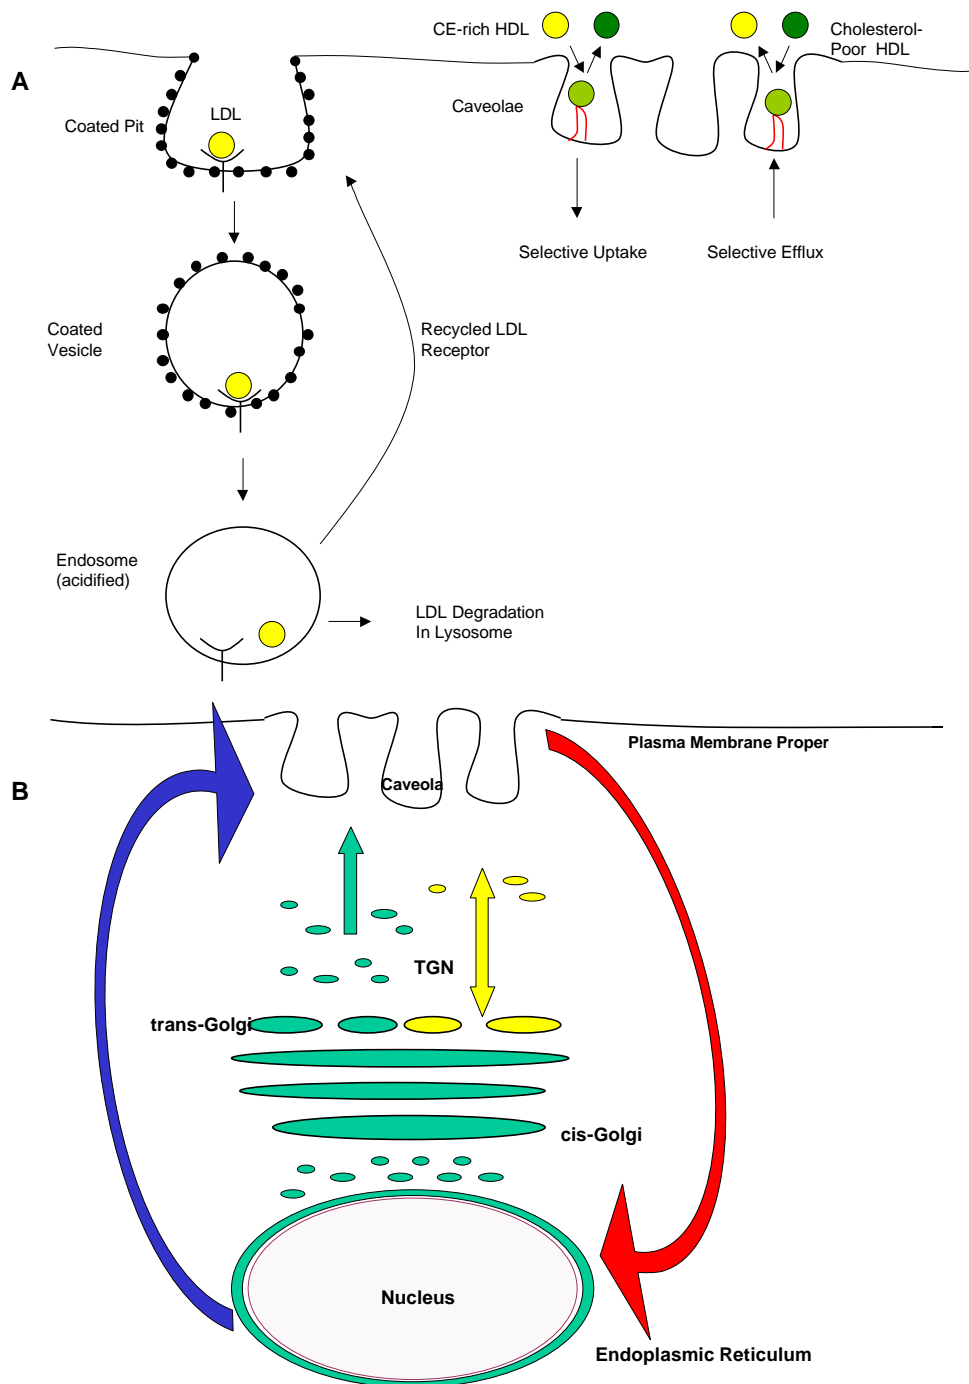 A
CE-rich HDL
Cholesterol-
Poor HDL
Coated Pit
LDL
Caveolae
Selective Uptake
Selective Efflux
Coated
Vesicle
Recycled LDL
Receptor
Endosome
(acidified)
LDL Degradation
In Lysosome
B
Plasma Membrane Proper
Caveola
TGN
trans-Golgi
cis-Golgi
Nucleus
Endoplasmic Reticulum